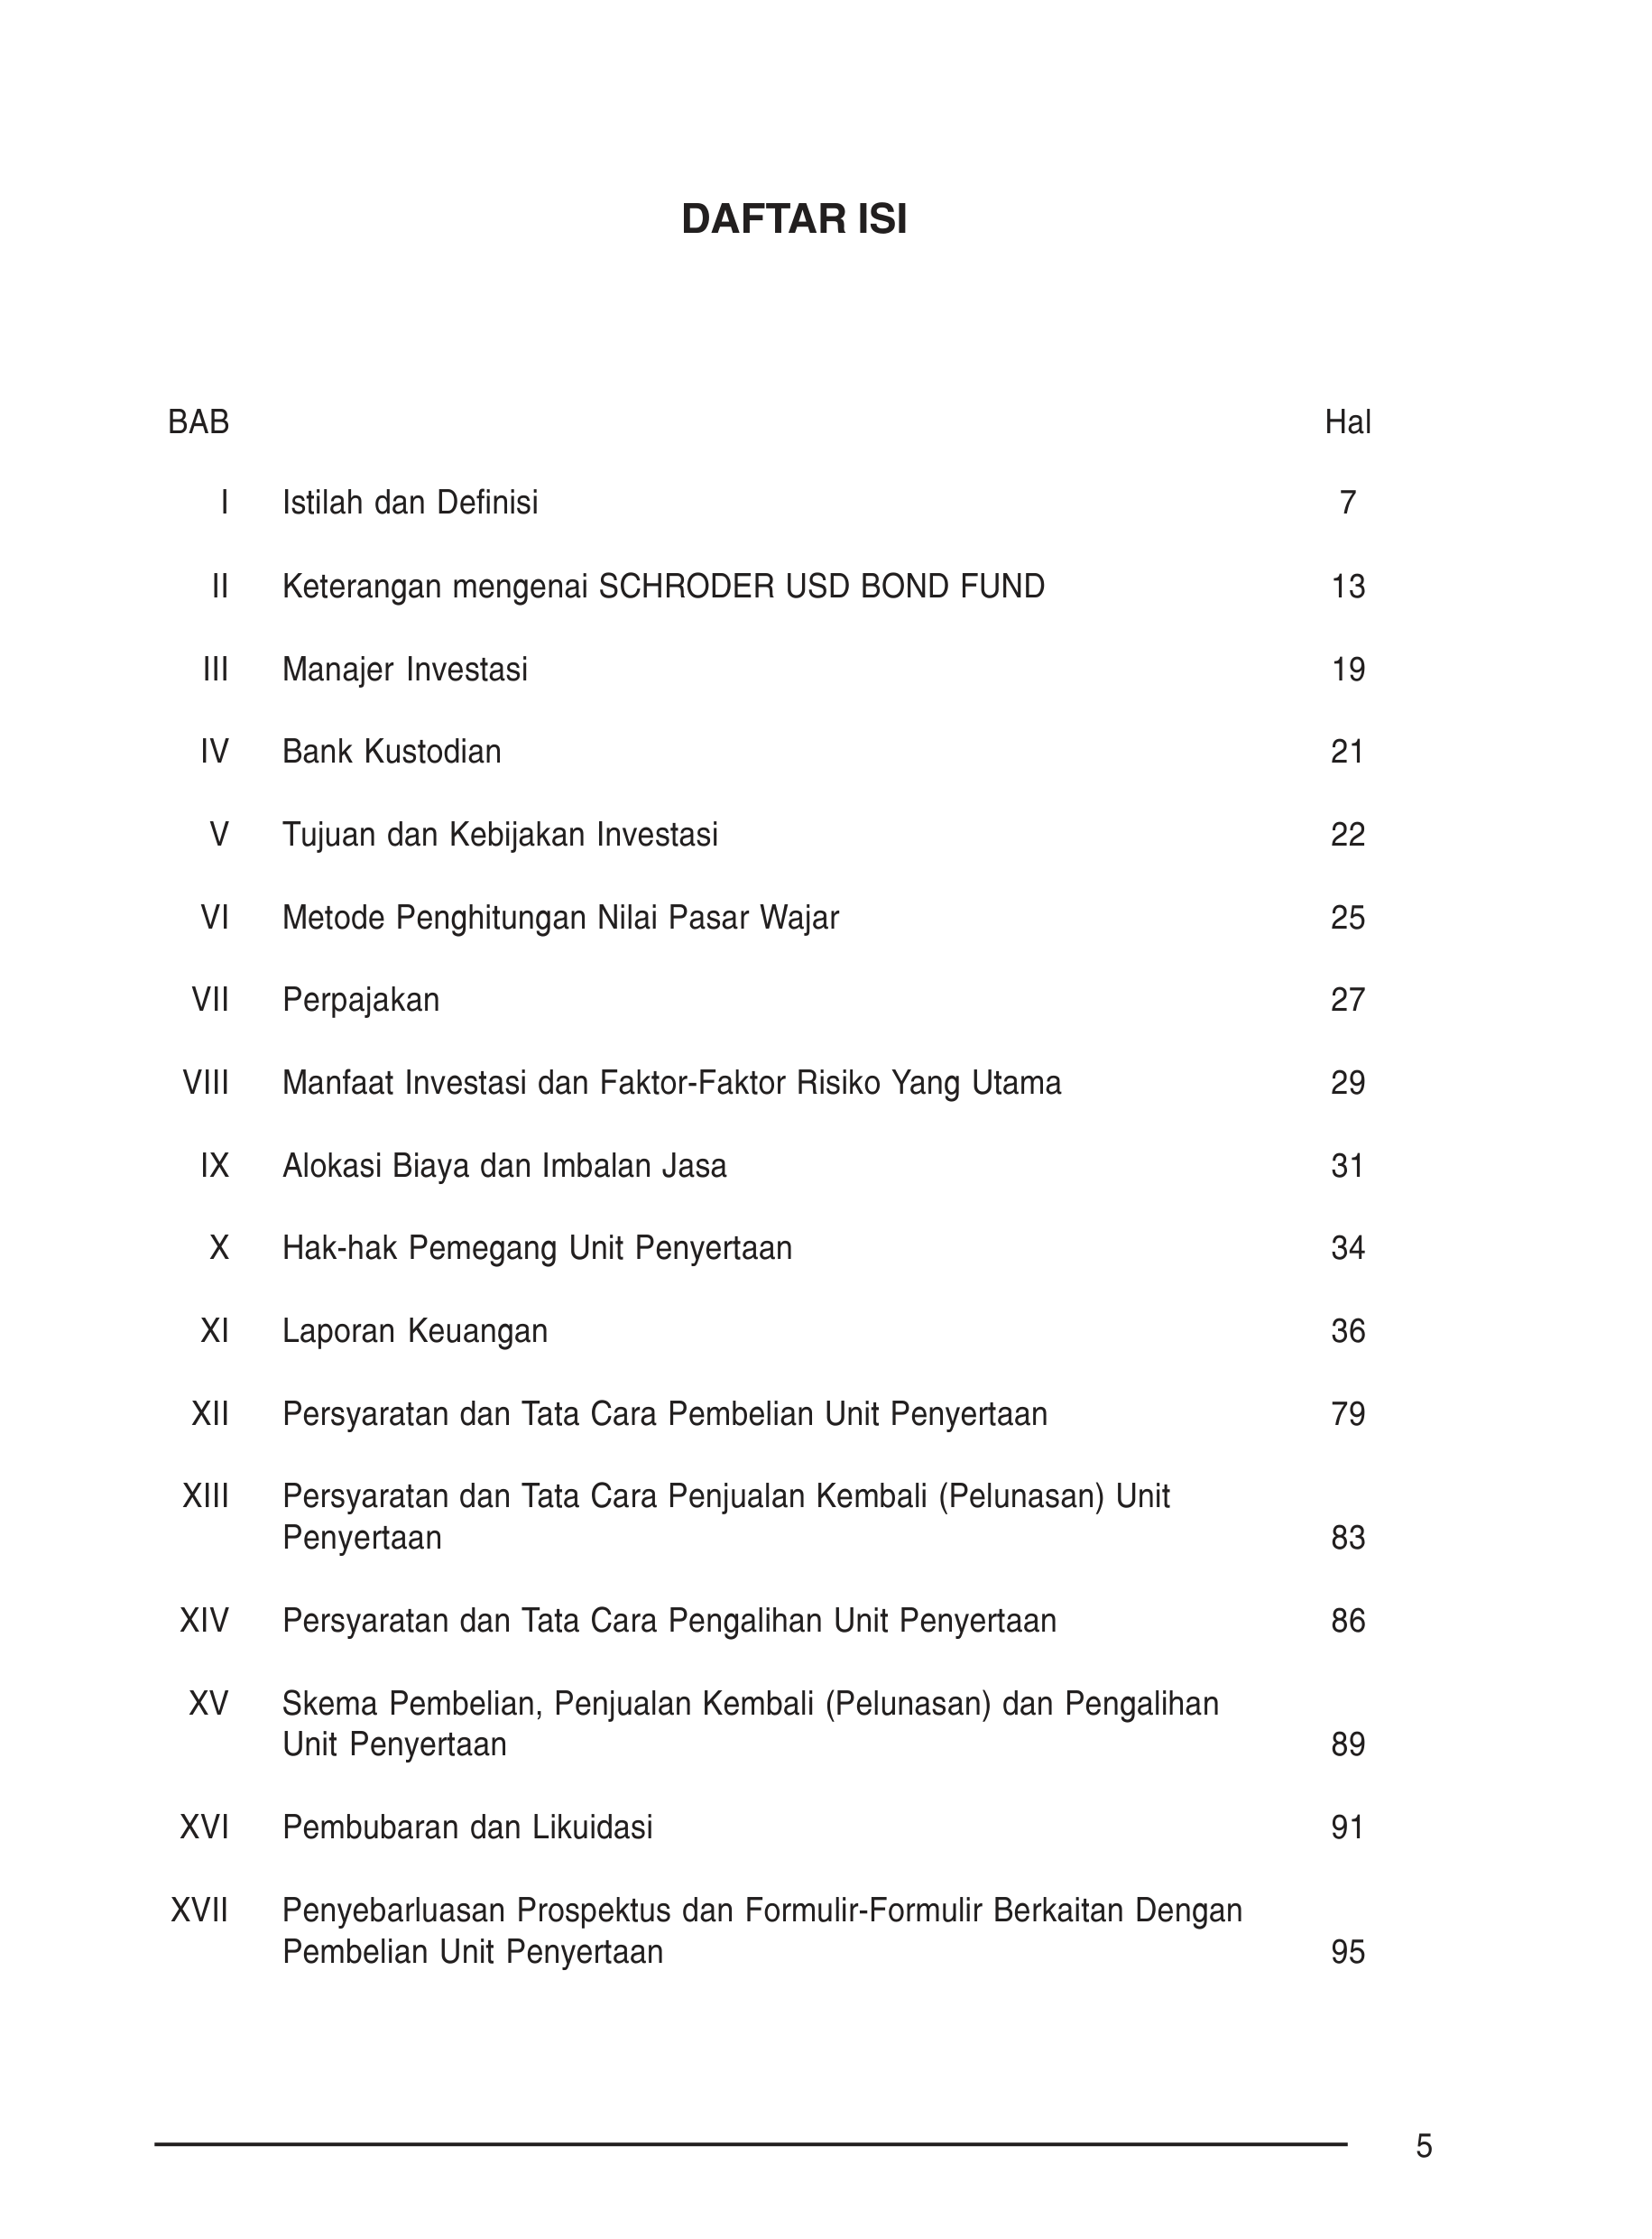 DAFTAR ISI
BAB Hal
I Istilah dan Definisi 7
II Keterangan mengenai SCHRODER USD BOND FUND 13
III Manajer Investasi 19
IV Bank Kustodian 21
V Tujuan dan Kebijakan Investasi 22
VI Metode Penghitungan Nilai Pasar Wajar 25
VII Perpajakan 27
VIII Manfaat Investasi dan Faktor-Faktor Risiko Yang Utama 29
IX Alokasi Biaya dan Imbalan Jasa 31
X Hak-hak Pemegang Unit Penyertaan 34
XI Laporan Keuangan 36
XII Persyaratan dan Tata Cara Pembelian Unit Penyertaan 79
XIII Persyaratan dan Tata Cara Penjualan Kembali (Pelunasan) Unit
Penyertaan 83
XIV Persyaratan dan Tata Cara Pengalihan Unit Penyertaan 86
XV Skema Pembelian, Penjualan Kembali (Pelunasan) dan Pengalihan
Unit Penyertaan 89
XVI Pembubaran dan Likuidasi 91
XVII Penyebarluasan Prospektus dan Formulir-Formulir Berkaitan Dengan
Pembelian Unit Penyertaan 95
5